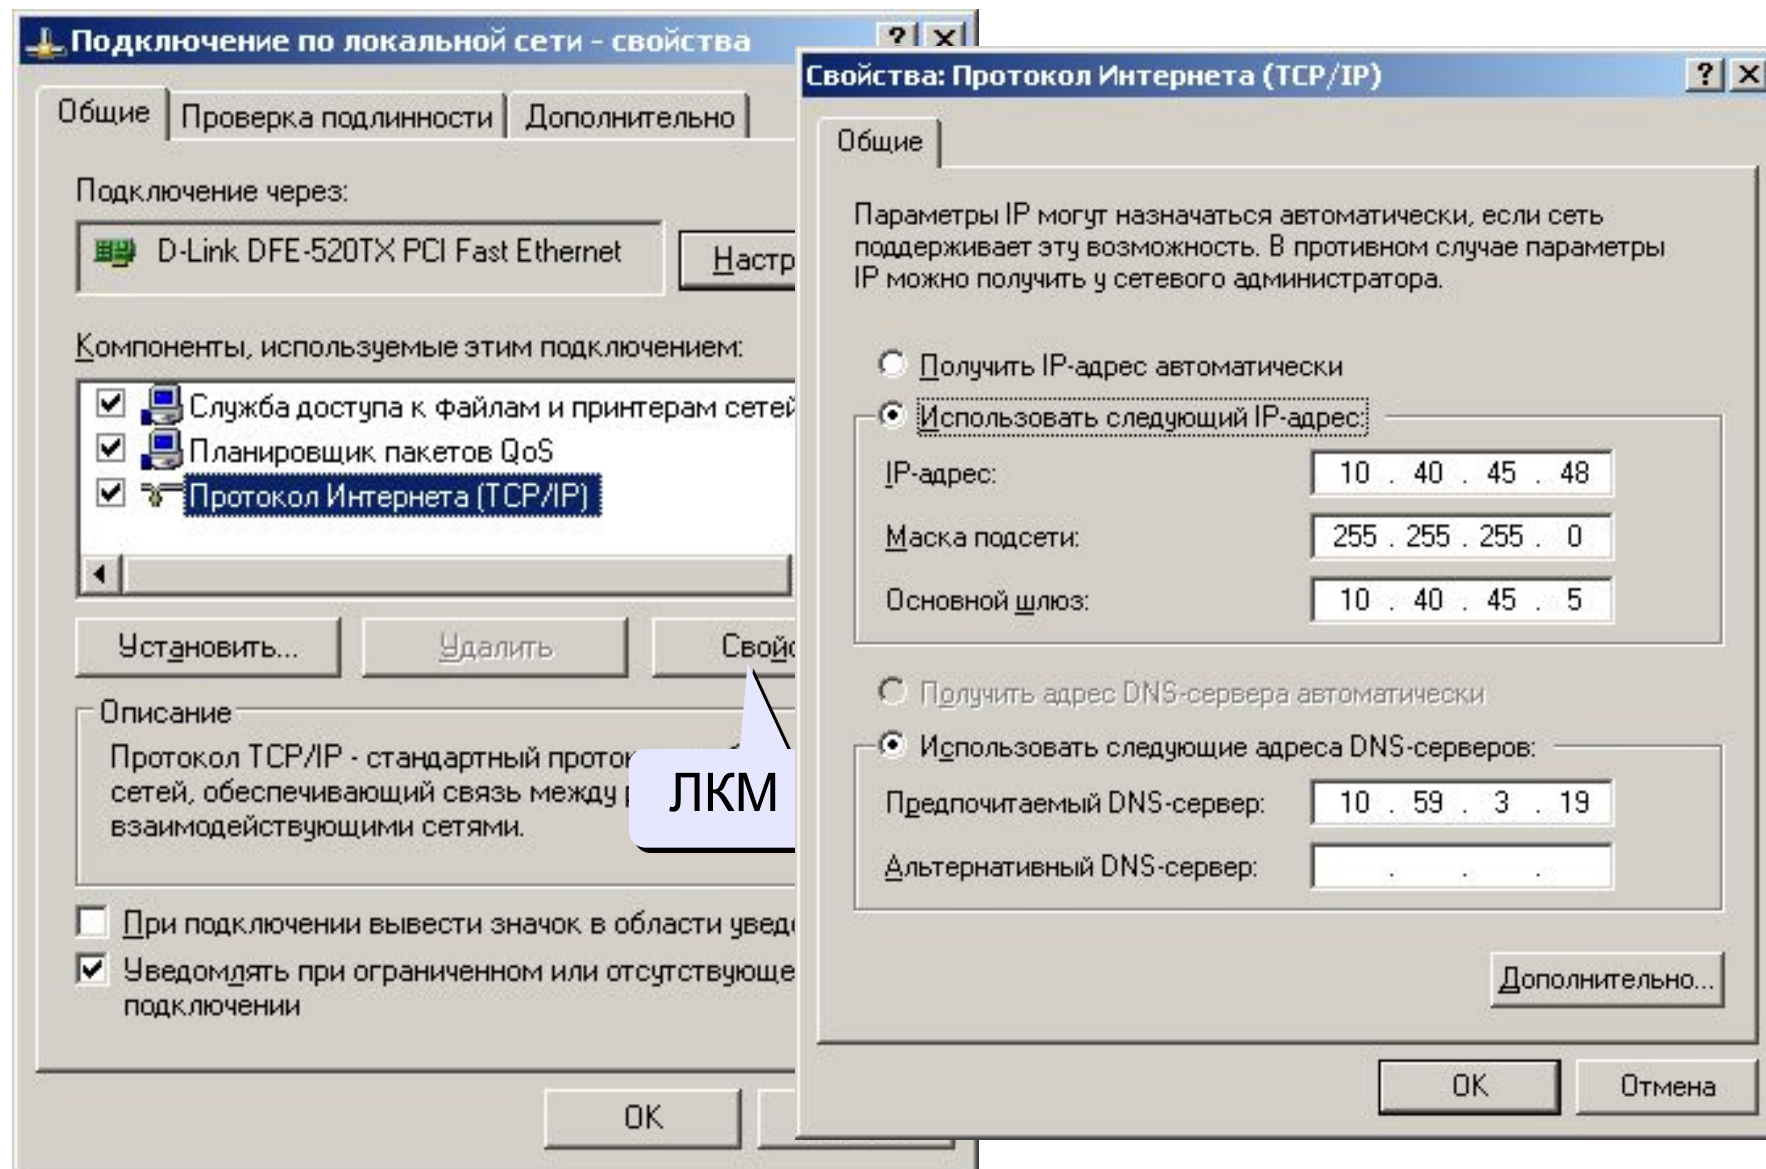 Подключение по локальной сети - свойства
Общие
Проверка подлинности
Дополнительно
Подключение через:
D-Link DFE-520TX PCI Fast Ethernet
Настр
Компоненты, используемые этим подключением:
Служба доступа к файлам и принтерам сетей
Планировщик пакетов QoS
Протокол Интернета (TCP/IP)
Установить...
Удалить
Свойс
Описание
Протокол TCP/IP - стандартный проток
сетей, обеспечивающий связь между
взаимодействующими сетями.
ЛКМ
При подключении вывести значок в области увед
Уведомлять при ограниченном или отсутствующе
подключении
OK
Свойства: Протокол Интернета (TCP/IP)
Общие
Параметры IP могут назначаться автоматически, если сеть
поддерживает эту возможность. В противном случае параметры
IP можно получить у сетевого администратора.
Получить IP-адрес автоматически
Использовать следующий IP-адрес:
IP-адрес: 10 . 40 . 45 . 48
Маска подсети: 255 . 255 . 255 . 0
Основной шлюз: 10 . 40 . 45 . 5
Получить адрес DNS-сервера автоматически
Использовать следующие адреса DNS-серверов:
Предпочитаемый DNS-сервер: 10 . 59 . 3 . 19
Альтернативный DNS-сервер: . . .
Дополнительно...
OK
Отмена